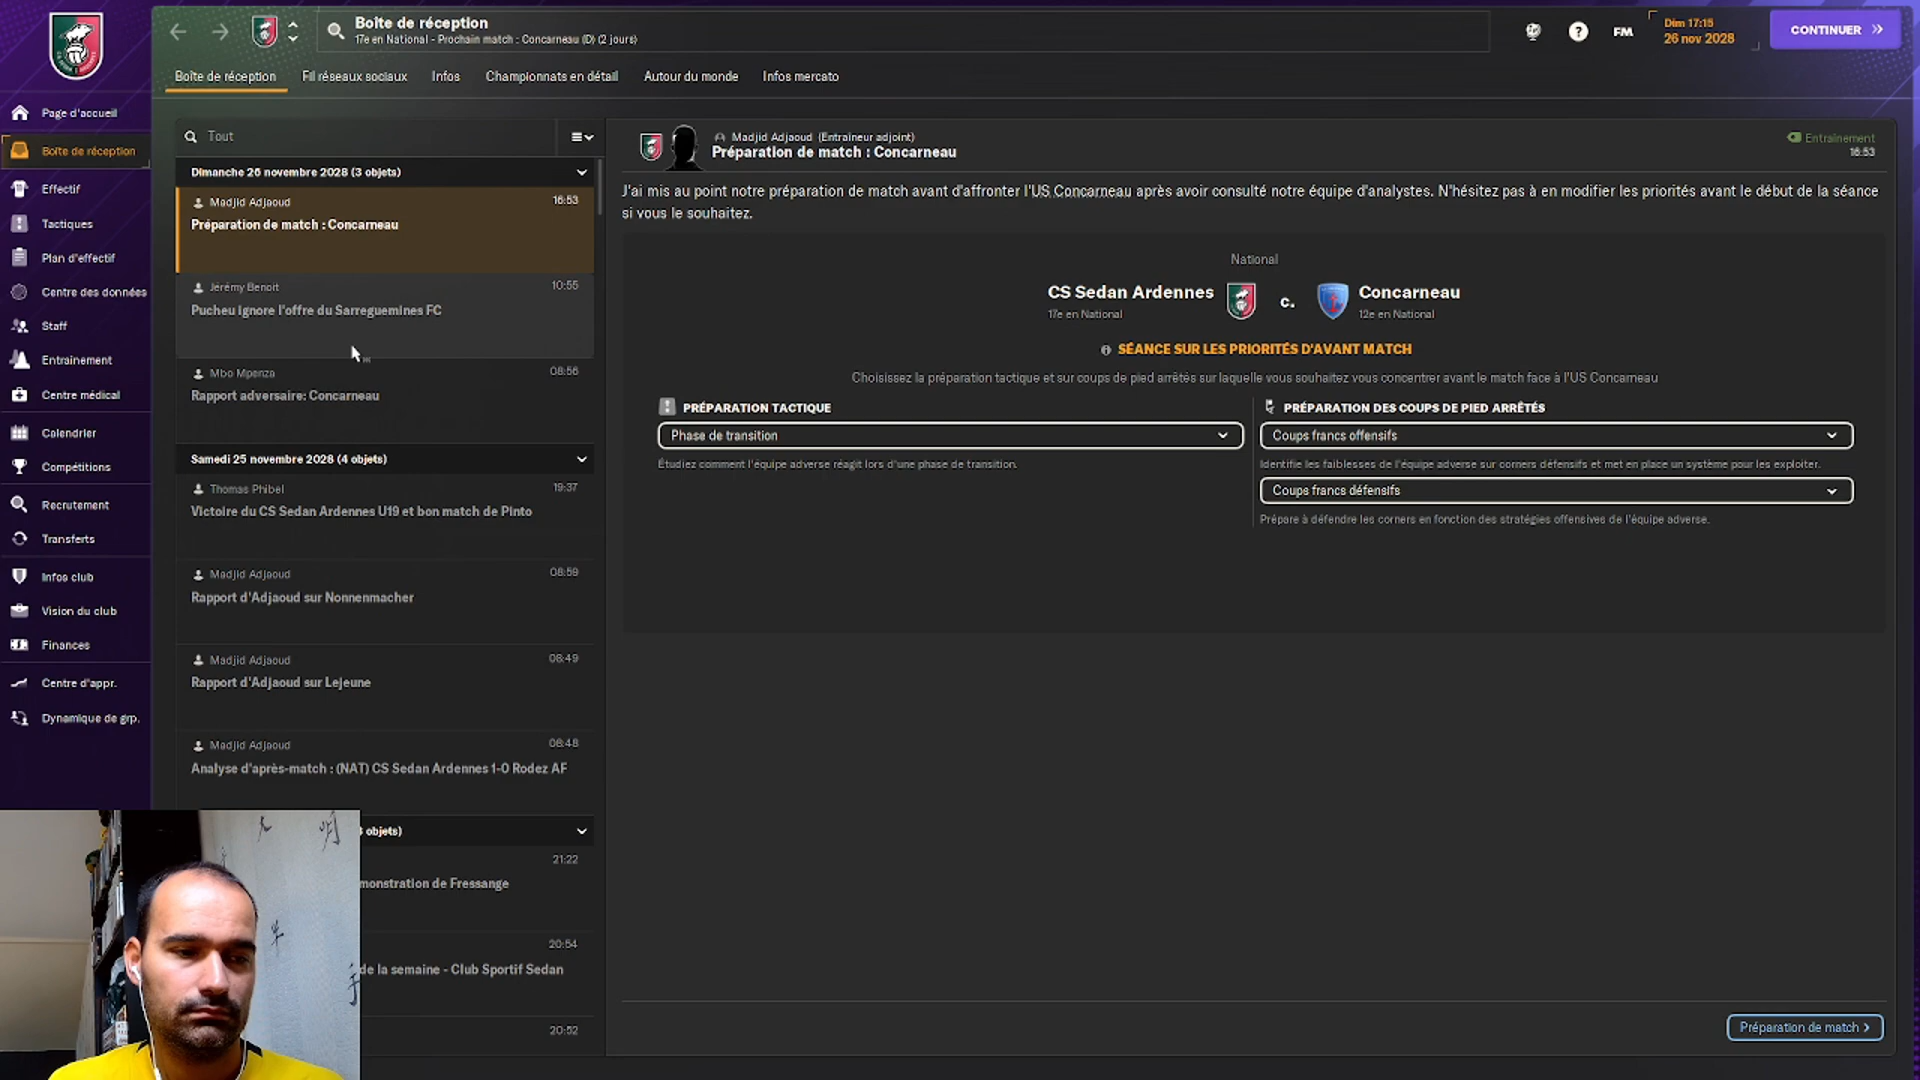 Boîte de réception
17e en National - Prochain match : Concarneau (D) (2 jours)
FM
Dim 17:15
26 nov 2028
CONTINUER
Boîte de réception
Fil réseaux sociaux
Infos
Championnats en détail
Autour du monde
Infos mercato
Page d'accueil
Boîte de réception
Effectif
Tactiques
Plan d'effectif
Centre des données
Staff
Entraînement
Centre médical
Calendrier
Compétitions
Recrutement
Transferts
Infos club
Vision du club
Finances
Centre d'appr.
Dynamique de grp.
Tout
Dimanche 26 novembre 2028 (3 objets)
Madjid Adjaoud
16:53
Préparation de match : Concarneau
Jérémy Benoit
10:55
Pucheu ignore l'offre du Sarreguemines FC
Mbo Mpenza
08:56
Rapport adversaire: Concarneau
Samedi 25 novembre 2028 (4 objets)
Thomas Phibel
19:37
Victoire du CS Sedan Ardennes U19 et bon match de Pinto
Madjid Adjaoud
08:59
Rapport d'Adjaoud sur Nonnenmacher
Madjid Adjaoud
08:49
Rapport d'Adjaoud sur Lejeune
Madjid Adjaoud
08:48
Analyse d'après-match : (NAT) CS Sedan Ardennes 1-0 Rodez AF
objets)
21:22
monstration de Fressange
20:54
de la semaine - Club Sportif Sedan
20:52
Madjid Adjaoud (Entraîneur adjoint)
Préparation de match : Concarneau
Entraînement
16:53
J'ai mis au point notre préparation de match avant d'affronter l'US Concarneau après avoir consulté notre équipe d'analystes. N'hésitez pas à en modifier les priorités avant le début de la séance
si vous le souhaitez.
National
CS Sedan Ardennes
17e en National
c.
Concarneau
12e en National
SÉANCE SUR LES PRIORITÉS D'AVANT MATCH
Choisissez la préparation tactique et sur coups de pied arrêtés sur laquelle vous souhaitez vous concentrer avant le match face à l'US Concarneau
PRÉPARATION TACTIQUE
Phase de transition
Étudiez comment l'équipe adverse réagit lors d'une phase de transition.
PRÉPARATION DES COUPS DE PIED ARRÊTÉS
Coups francs offensifs
Identifie les faiblesses de l'équipe adverse sur corners défensifs et met en place un système pour les exploiter.
Coups francs défensifs
Prépare à défendre les corners en fonction des stratégies offensives de l'équipe adverse.
Préparation de match